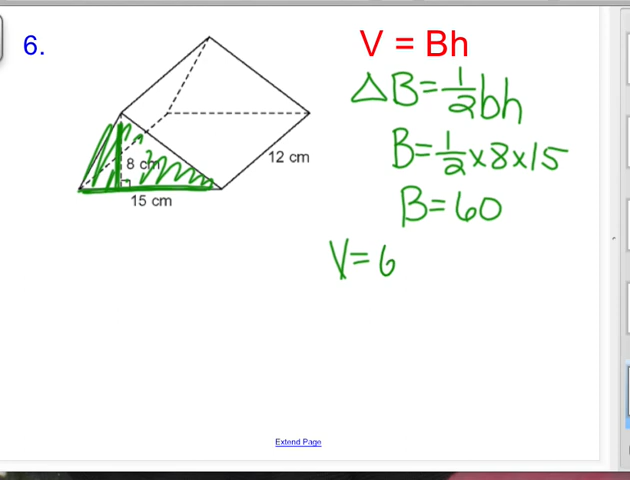 6.
V = Bh
△B=½bh
B=½×8×15
B=60
V=6
8 cm
12 cm
15 cm
Extend Page